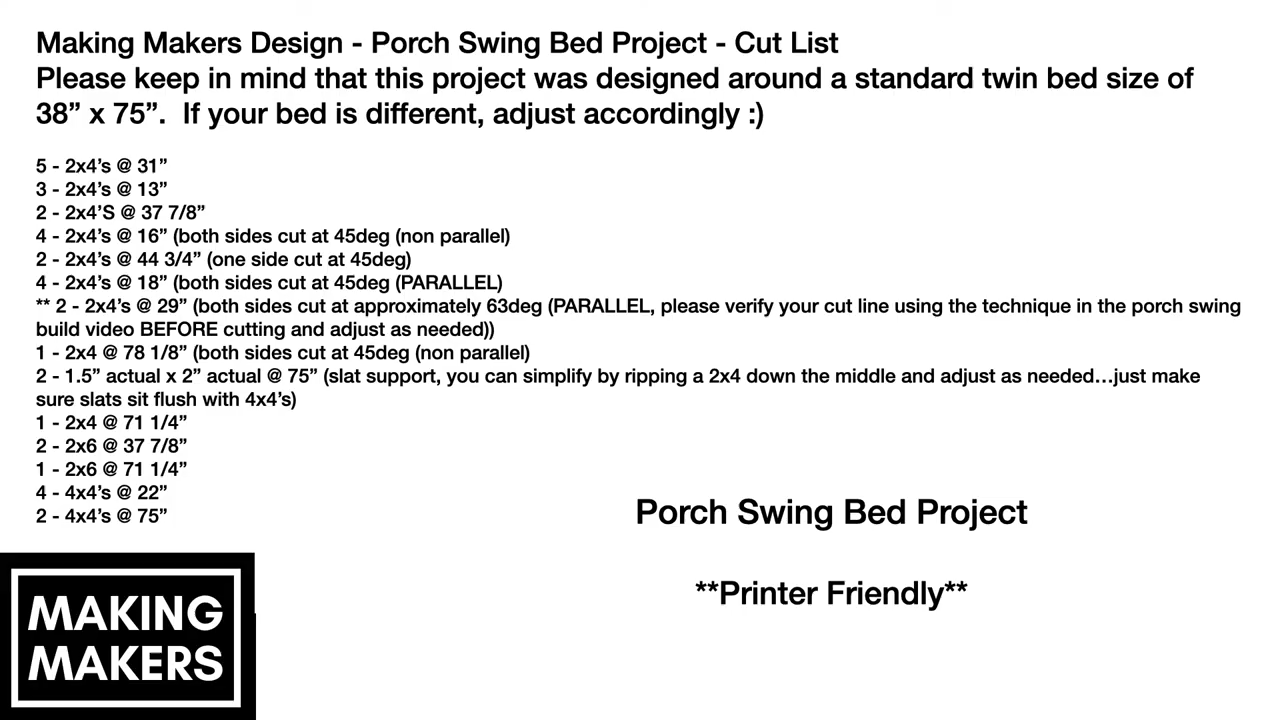 Making Makers Design - Porch Swing Bed Project - Cut List
Please keep in mind that this project was designed around a standard twin bed size of
38” x 75”.  If your bed is different, adjust accordingly :)
5 - 2x4’s @ 31”
3 - 2x4’s @ 13”
2 - 2x4’S @ 37 7/8”
4 - 2x4’s @ 16” (both sides cut at 45deg (non parallel)
2 - 2x4’s @ 44 3/4” (one side cut at 45deg)
4 - 2x4’s @ 18” (both sides cut at 45deg (PARALLEL)
** 2 - 2x4’s @ 29” (both sides cut at approximately 63deg (PARALLEL, please verify your cut line using the technique in the porch swing
build video BEFORE cutting and adjust as needed))
1 - 2x4 @ 78 1/8” (both sides cut at 45deg (non parallel)
2 - 1.5” actual x 2” actual @ 75” (slat support, you can simplify by ripping a 2x4 down the middle and adjust as needed…just make
sure slats sit flush with 4x4’s)
1 - 2x4 @ 71 1/4”
2 - 2x6 @ 37 7/8”
1 - 2x6 @ 71 1/4”
4 - 4x4’s @ 22”
2 - 4x4’s @ 75”
Porch Swing Bed Project
**Printer Friendly**
MAKING
MAKERS